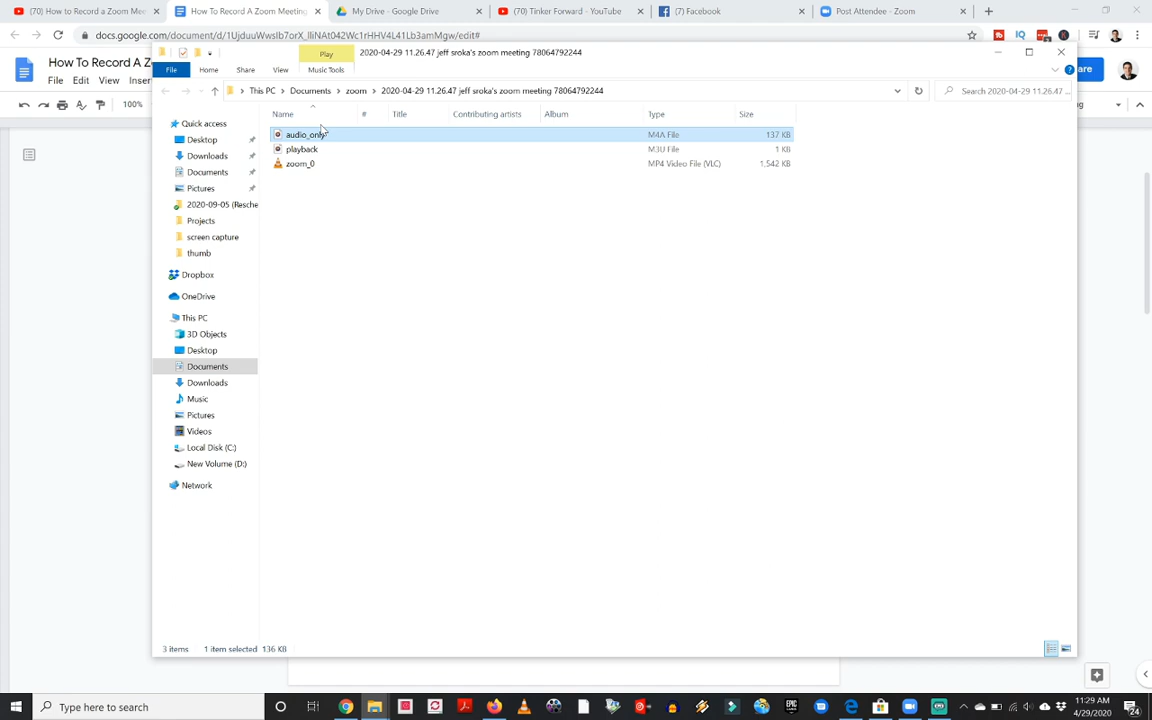 (70) How to Record a Zoom Mee
How To Record A Zoom Meeting
My Drive - Google Drive
(70) Tinker Forward - YouTube
(7) Facebook
Post Attendee - Zoom
docs.google.com/document/d/1UjduuWwsIb7orX_lliNAt042Wc1rHHV4L41Lb3amMgw/edit#
How To Record A Z
File Edit View Inser
100%
are
Play
2020-04-29 11.26.47 jeff sroka's zoom meeting 78064792244
File Home Share View Music Tools
This PC > Documents > zoom > 2020-04-29 11.26.47 jeff sroka's zoom meeting 78064792244
Search 2020-04-29 11.26.47...
Name # Title Contributing artists Album Type Size
audio_only M4A File 137 KB
playback M3U File 1 KB
zoom_0 MP4 Video File (VLC) 1,542 KB
Quick access
Desktop
Downloads
Documents
Pictures
2020-09-05 (Resche
Projects
screen capture
thumb
Dropbox
OneDrive
This PC
3D Objects
Desktop
Documents
Downloads
Music
Pictures
Videos
Local Disk (C:)
New Volume (D:)
Network
3 items 1 item selected 136 KB
Type here to search
11:29 AM
4/29/2020
24